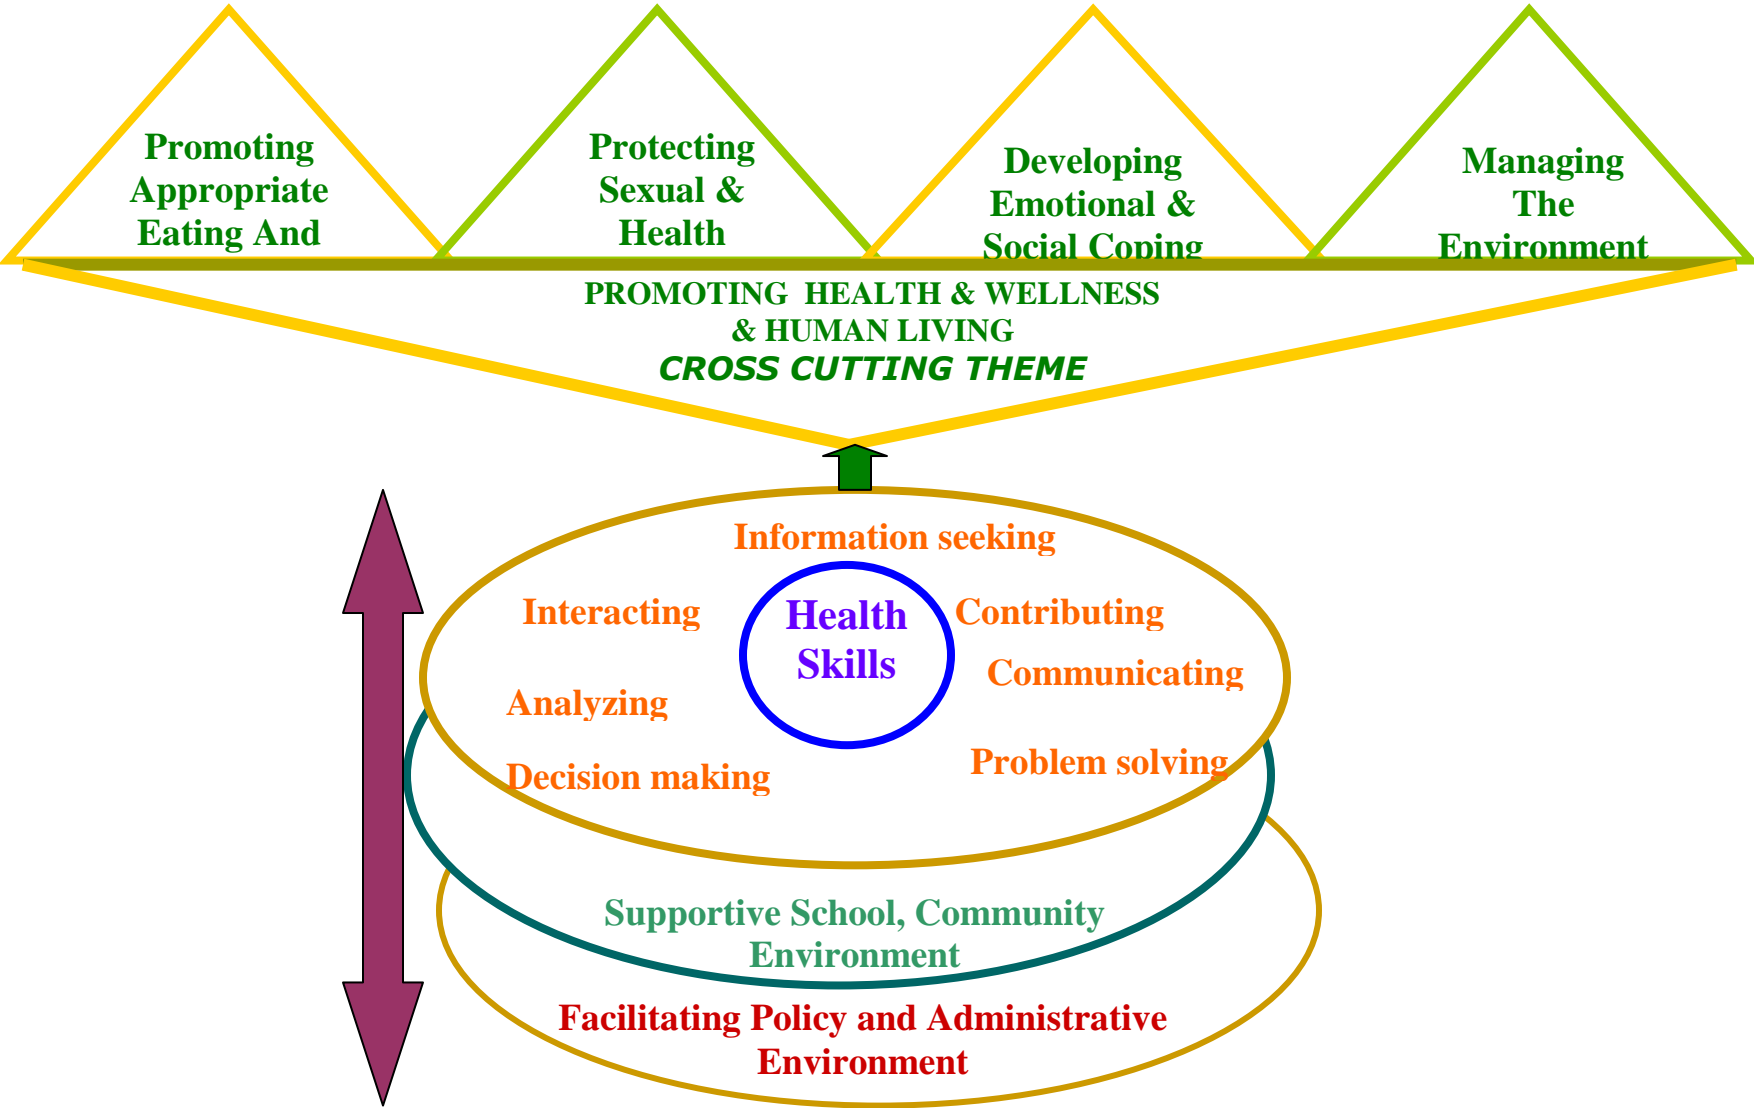 Promoting
Appropriate
Eating And
Protecting
Sexual &
Health
Developing
Emotional &
Social Coping
Managing
The
Environment
PROMOTING HEALTH & WELLNESS
& HUMAN LIVING
CROSS CUTTING THEME
Information seeking
Interacting
Health
Skills
Contributing
Communicating
Analyzing
Problem solving
Decision making
Supportive School, Community
Environment
Facilitating Policy and Administrative
Environment